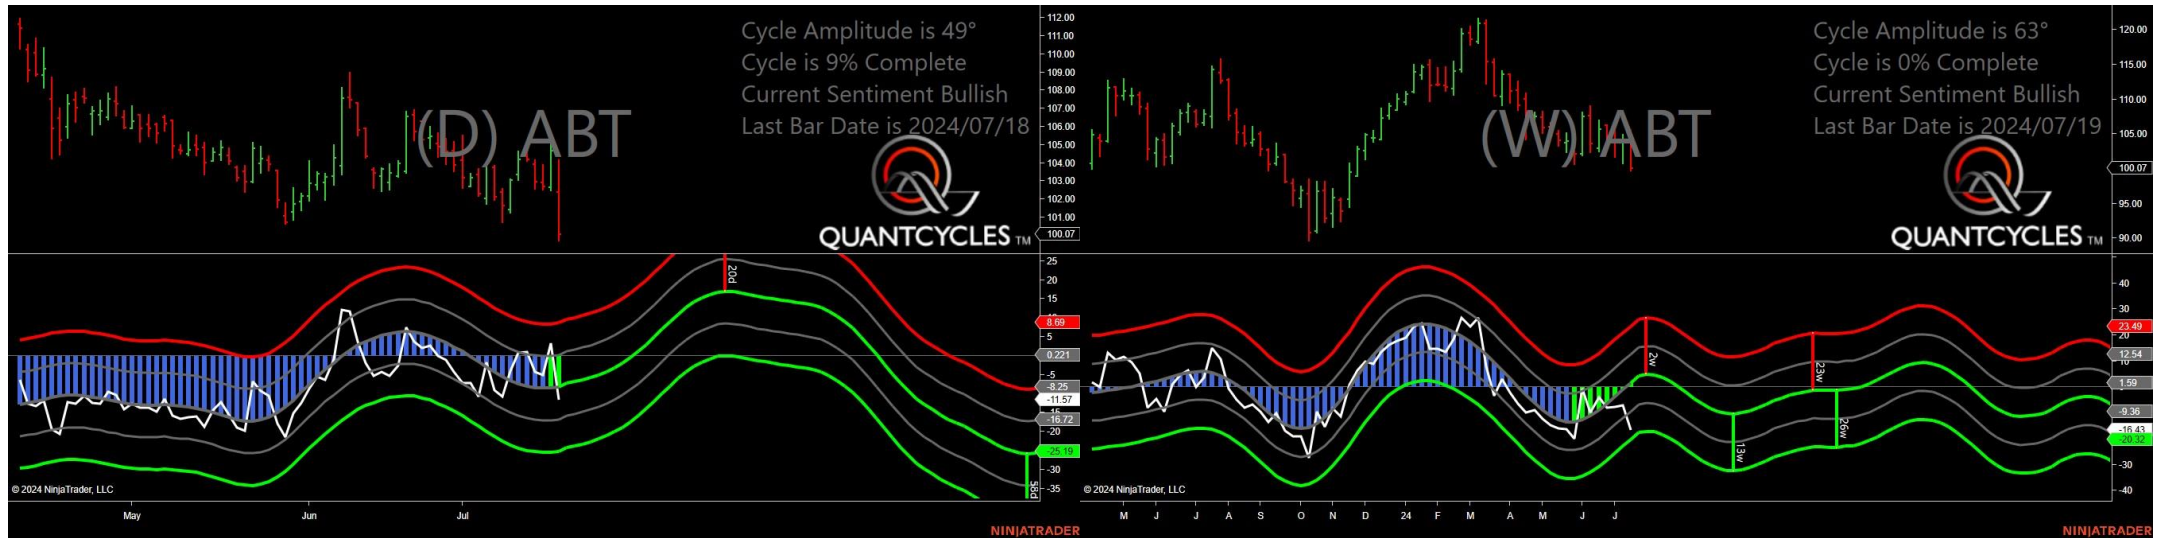 Cycle Amplitude is 49°
Cycle is 9% Complete
Current Sentiment Bullish
Last Bar Date is 2024/07/18
(D) ABT
QUANTCYCLES TM
112.00
111.00
110.00
109.00
108.00
107.00
106.00
105.00
104.00
103.00
102.00
101.00
100.07
20d
25
20
15
8.69
5
0.221
-5
-8.25
-11.57
-15
-16.72
-20
-25.19
-30
-35
58d
© 2024 NinjaTrader, LLC
May Jun Jul
NINJATRADER
Cycle Amplitude is 63°
Cycle is 0% Complete
Current Sentiment Bullish
Last Bar Date is 2024/07/19
(W) ABT
QUANTCYCLES TM
120.00
115.00
110.00
105.00
100.07
95.00
90.00
2w
13w
23w
26w
40
30
23.49
20
12.54
10
1.59
-9.36
-16.43
-20.32
-30
-40
© 2024 NinjaTrader, LLC
M J J A S O N D 24 F M A M J J
NINJATRADER